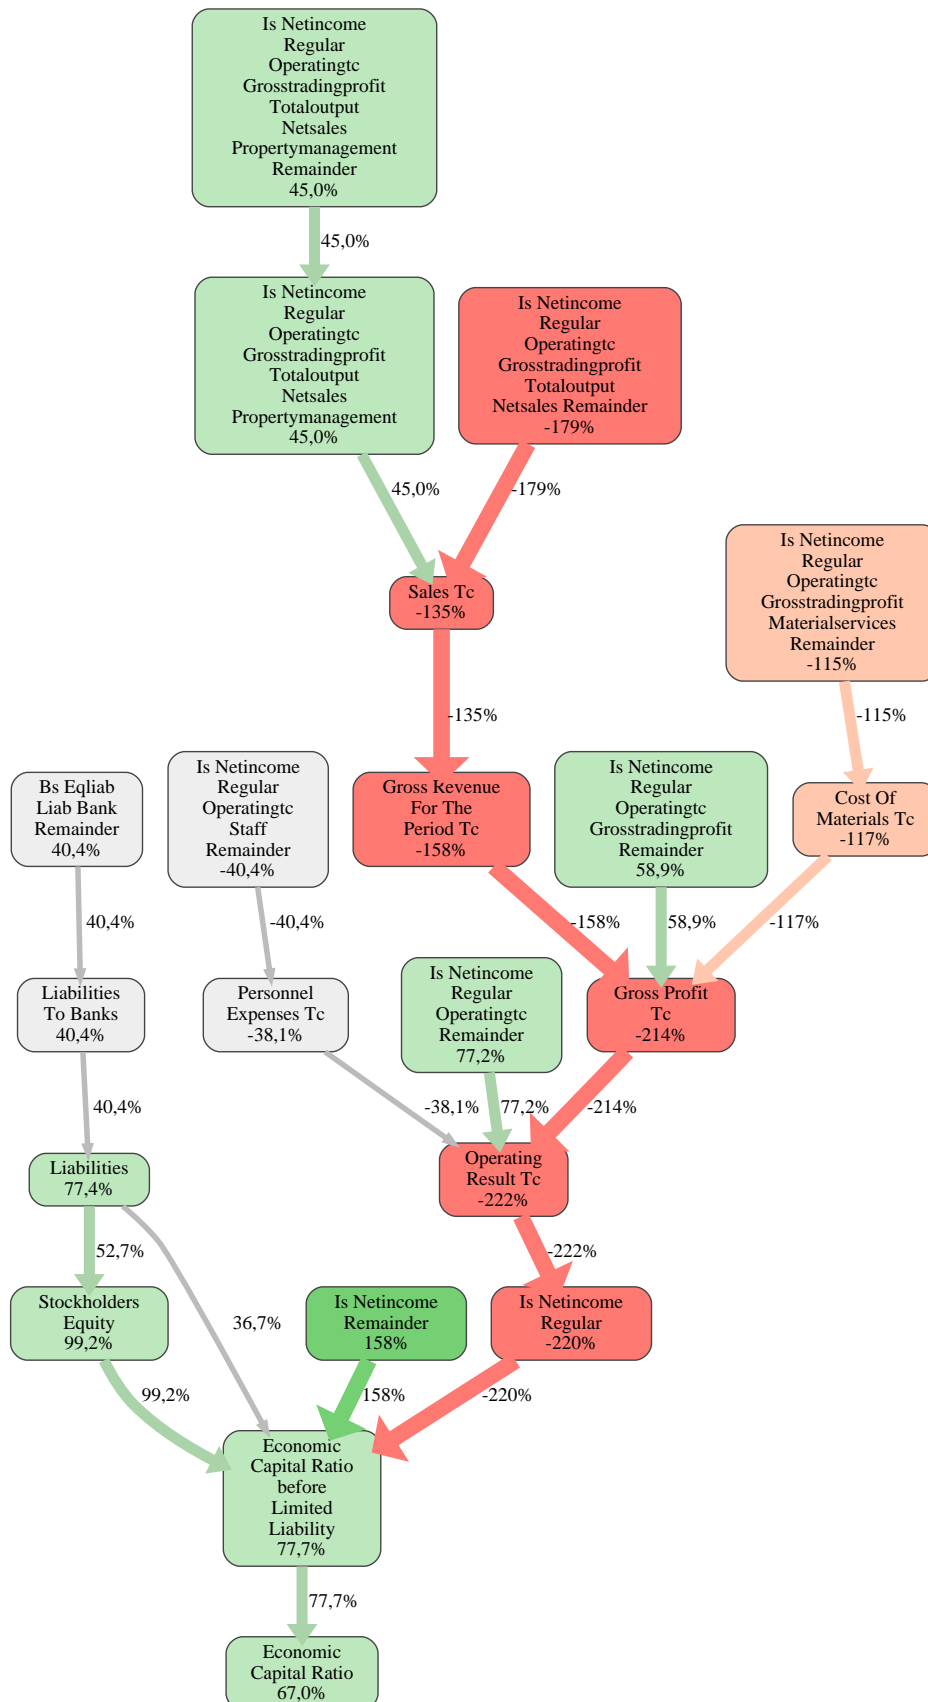 Is Netincome
Regular
Operatingtc
Grosstradingprofit
Totaloutput
Netsales
Propertymanagement
Remainder
45,0%
45,0%
Is Netincome
Regular
Operatingtc
Grosstradingprofit
Totaloutput
Netsales
Propertymanagement
45,0%
Is Netincome
Regular
Operatingtc
Grosstradingprofit
Totaloutput
Netsales Remainder
-179%
45,0%
-179%
Is Netincome
Regular
Operatingtc
Grosstradingprofit
Materialservices
Remainder
-115%
Sales Tc
-135%
-135%
-115%
Bs Eqliab
Liab Bank
Remainder
40,4%
Is Netincome
Regular
Operatingtc
Staff
Remainder
-40,4%
Gross Revenue
For The
Period Tc
-158%
Is Netincome
Regular
Operatingtc
Grosstradingprofit
Remainder
58,9%
Cost Of
Materials Tc
-117%
40,4%
-40,4%
-158%
58,9%
-117%
Liabilities
To Banks
40,4%
Personnel
Expenses Tc
-38,1%
Is Netincome
Regular
Operatingtc
Remainder
77,2%
Gross Profit
Tc
-214%
40,4%
-38,1%
77,2%
-214%
Liabilities
77,4%
Operating
Result Tc
-222%
52,7%
-222%
Stockholders
Equity
99,2%
36,7%
Is Netincome
Remainder
158%
Is Netincome
Regular
-220%
99,2%
158%
-220%
Economic
Capital Ratio
before
Limited
Liability
77,7%
77,7%
Economic
Capital Ratio
67,0%